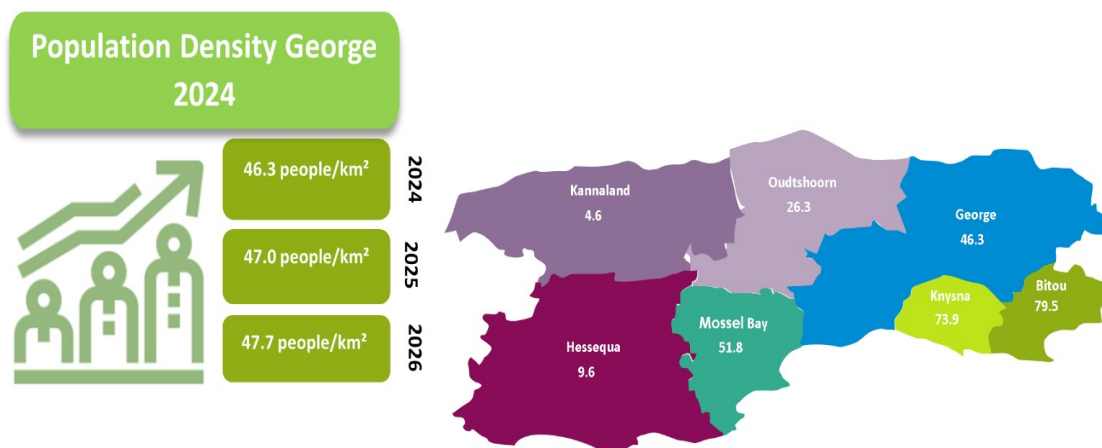 Population Density George
2024
46.3 people/km²
2024
47.0 people/km²
2025
47.7 people/km²
2026
Kannaland
4.6
Oudtshoorn
26.3
George
46.3
Knysna
73.9
Bitou
79.5
Mossel Bay
51.8
Hessequa
9.6